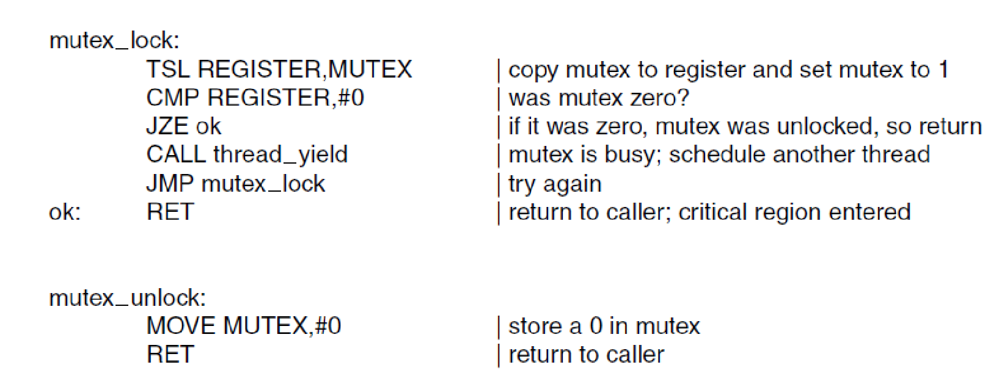 mutex_lock:
TSL REGISTER,MUTEX | copy mutex to register and set mutex to 1
CMP REGISTER,#0 | was mutex zero?
JZE ok | if it was zero, mutex was unlocked, so return
CALL thread_yield | mutex is busy; schedule another thread
JMP mutex_lock | try again
ok: RET | return to caller; critical region entered
mutex_unlock:
MOVE MUTEX,#0 | store a 0 in mutex
RET | return to caller